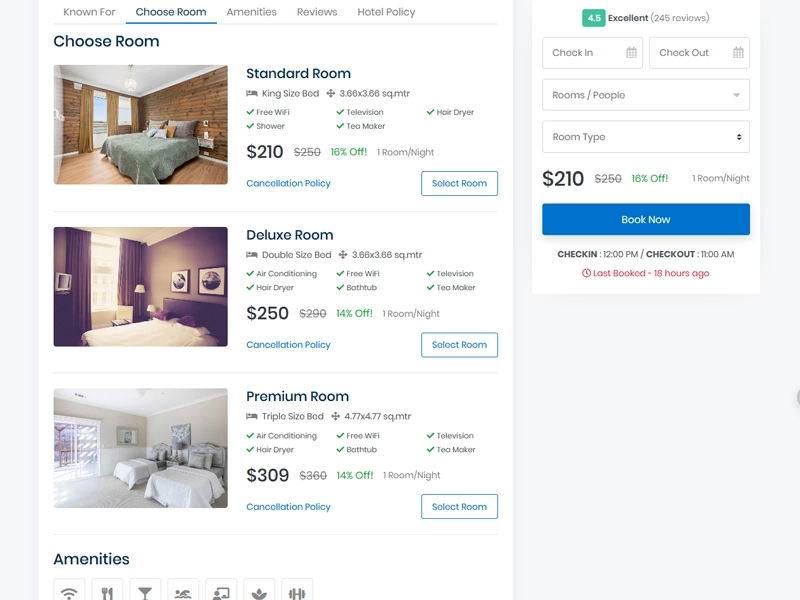 Known For Choose Room Amenities Reviews Hotel Policy
Choose Room
Standard Room
King Size Bed 3.66x3.66 sq.mtr
Free WiFi Television Hair Dryer
Shower Tea Maker
$210 $250 16% Off! 1 Room/Night
Cancellation Policy Select Room
Deluxe Room
Double Size Bed 3.66x3.66 sq.mtr
Air Conditioning Free WiFi Television
Hair Dryer Bathtub Tea Maker
$250 $290 14% Off! 1 Room/Night
Cancellation Policy Select Room
Premium Room
Triple Size Bed 4.77x4.77 sq.mtr
Air Conditioning Free WiFi Television
Hair Dryer Bathtub Tea Maker
$309 $360 14% Off! 1 Room/Night
Cancellation Policy Select Room
Amenities
4.5 Excellent (245 reviews)
Check In Check Out
Rooms / People
Room Type
$210 $250 16% Off! 1 Room/Night
Book Now
CHECKIN : 12:00 PM / CHECKOUT : 11:00 AM
Last Booked - 18 hours ago